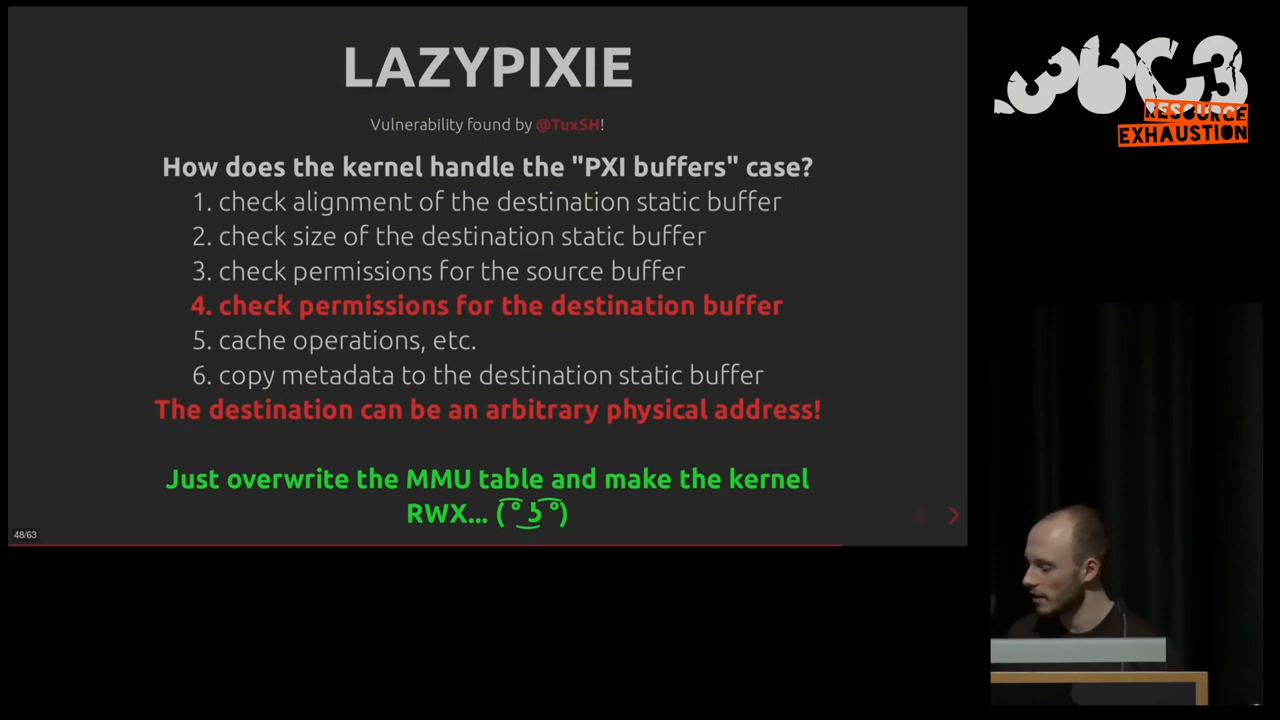 LAZYPIXIE
Vulnerability found by @TuxSH!
How does the kernel handle the "PXI buffers" case?
1. check alignment of the destination static buffer
2. check size of the destination static buffer
3. check permissions for the source buffer
4. check permissions for the destination buffer
5. cache operations, etc.
6. copy metadata to the destination static buffer
The destination can be an arbitrary physical address!
Just overwrite the MMU table and make the kernel
RWX... ( ͡° ͜ʖ ͡°)
48/63
36C3
RESOURCE
EXHAUSTION